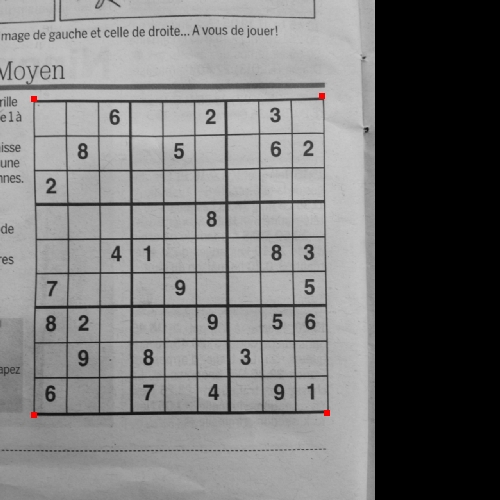 mage de gauche et celle de droite... A vous de jouer!
Moyen
rille
e 1 à
isse
une
nnes.
de
res
apez
6 2 3
8 5 6 2
2
8
4 1 8 3
7 9 5
8 2 9 5 6
9 8 3
6 7 4 9 1